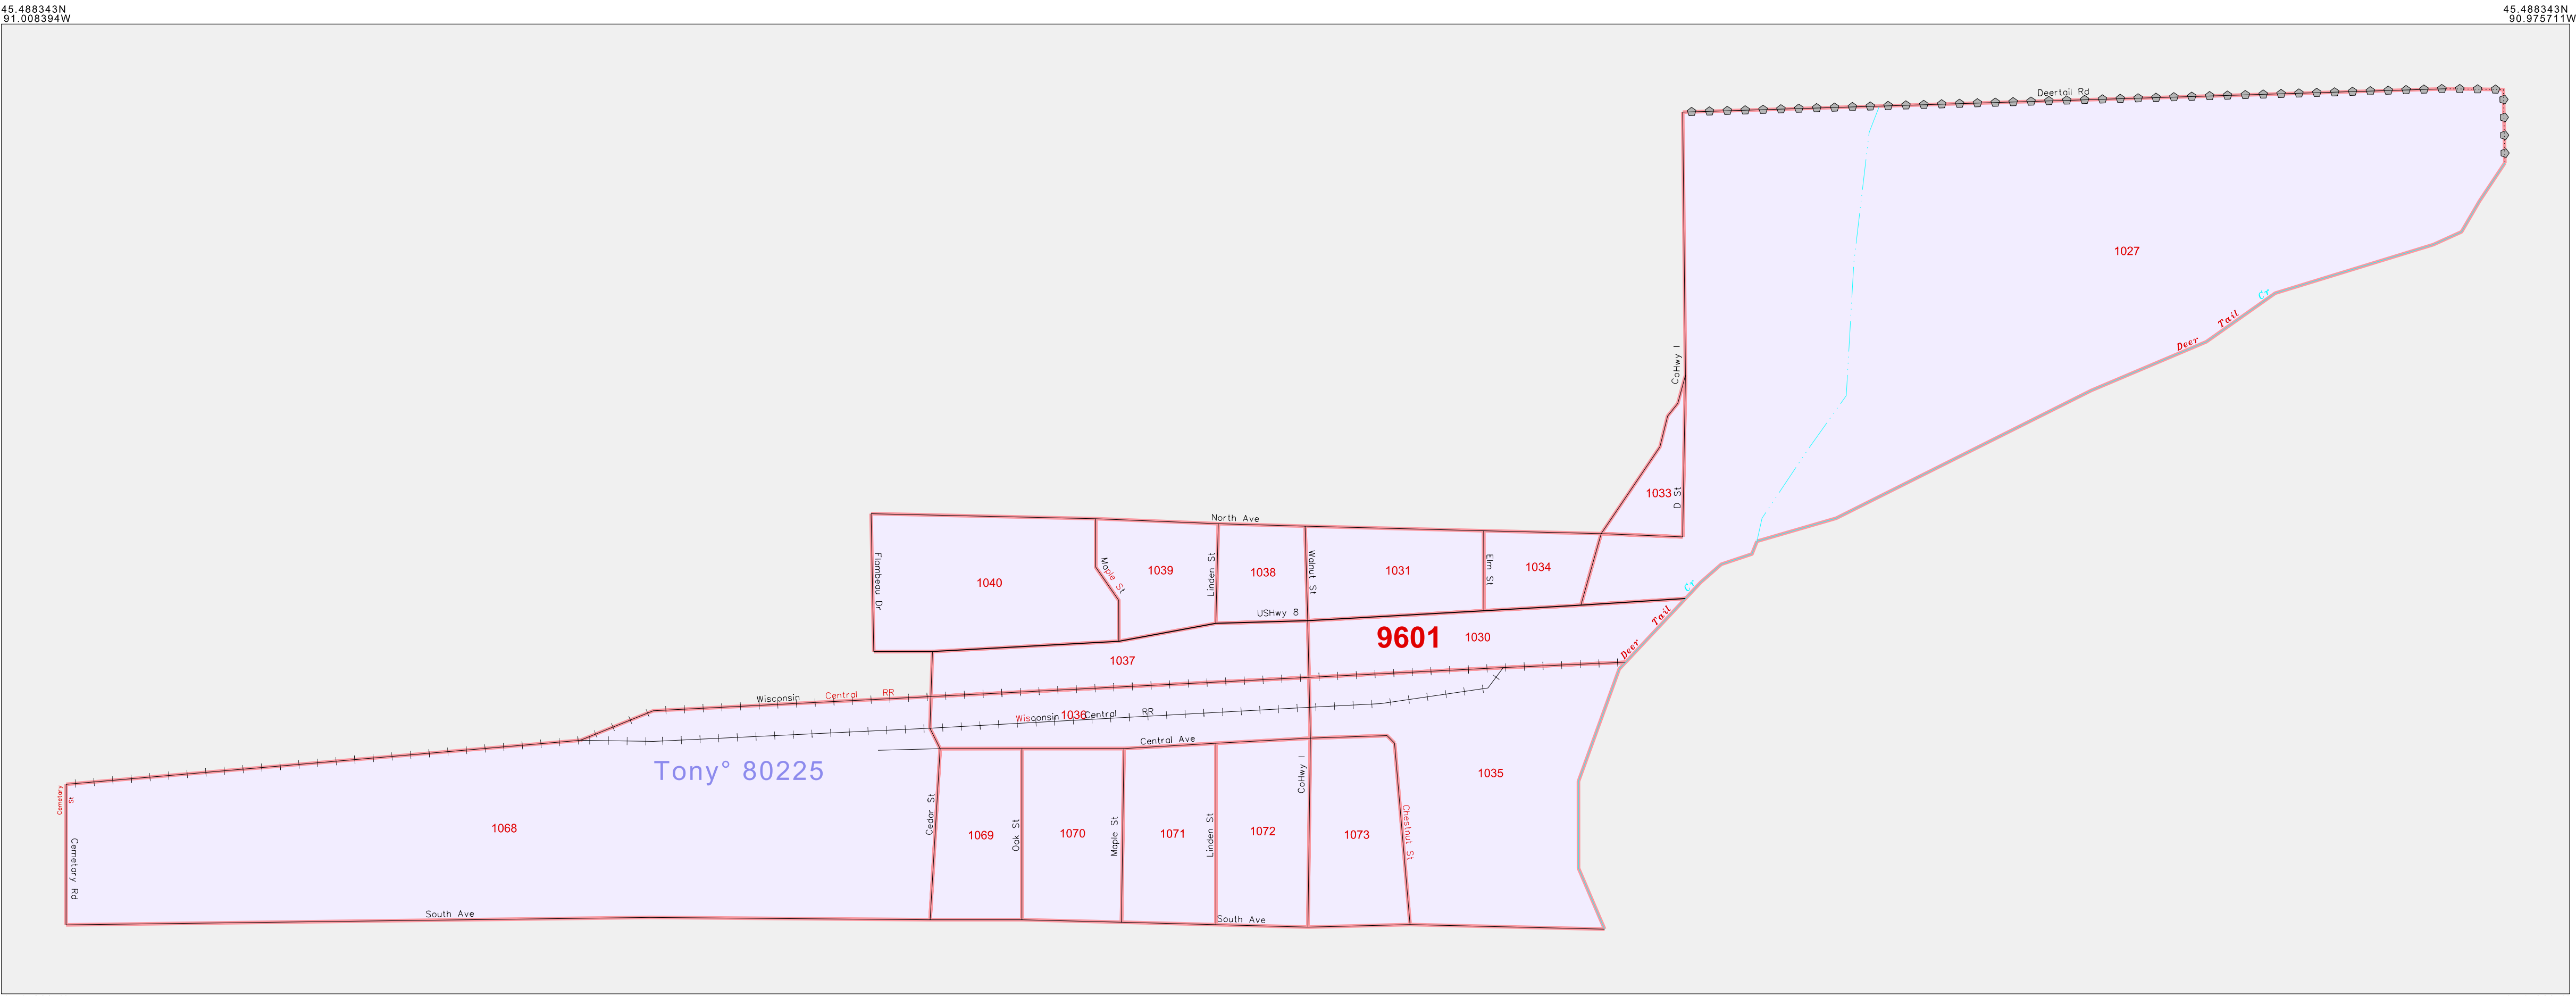 45.488343N
91.008394W
45.488343N
90.975711W
Deertail Rd
1027
Cr
Tail
Deer
CoHwy I
1033
D St
North Ave
Flambeau Dr
1040
Maple St
1039
Linden St
1038
Walnut St
1031
Elm St
1034
Cr
Tail
Deer
USHwy 8
9601
1030
1037
Wisconsin Central RR
1036
Wisconsin Central RR
Central Ave
Tony° 80225
CoHwy I
1035
Cemetary St
Cemetary Rd
1068
Cedar St
1069
Oak St
1070
Maple St
1071
Linden St
1072
1073
Chestnut St
South Ave
South Ave